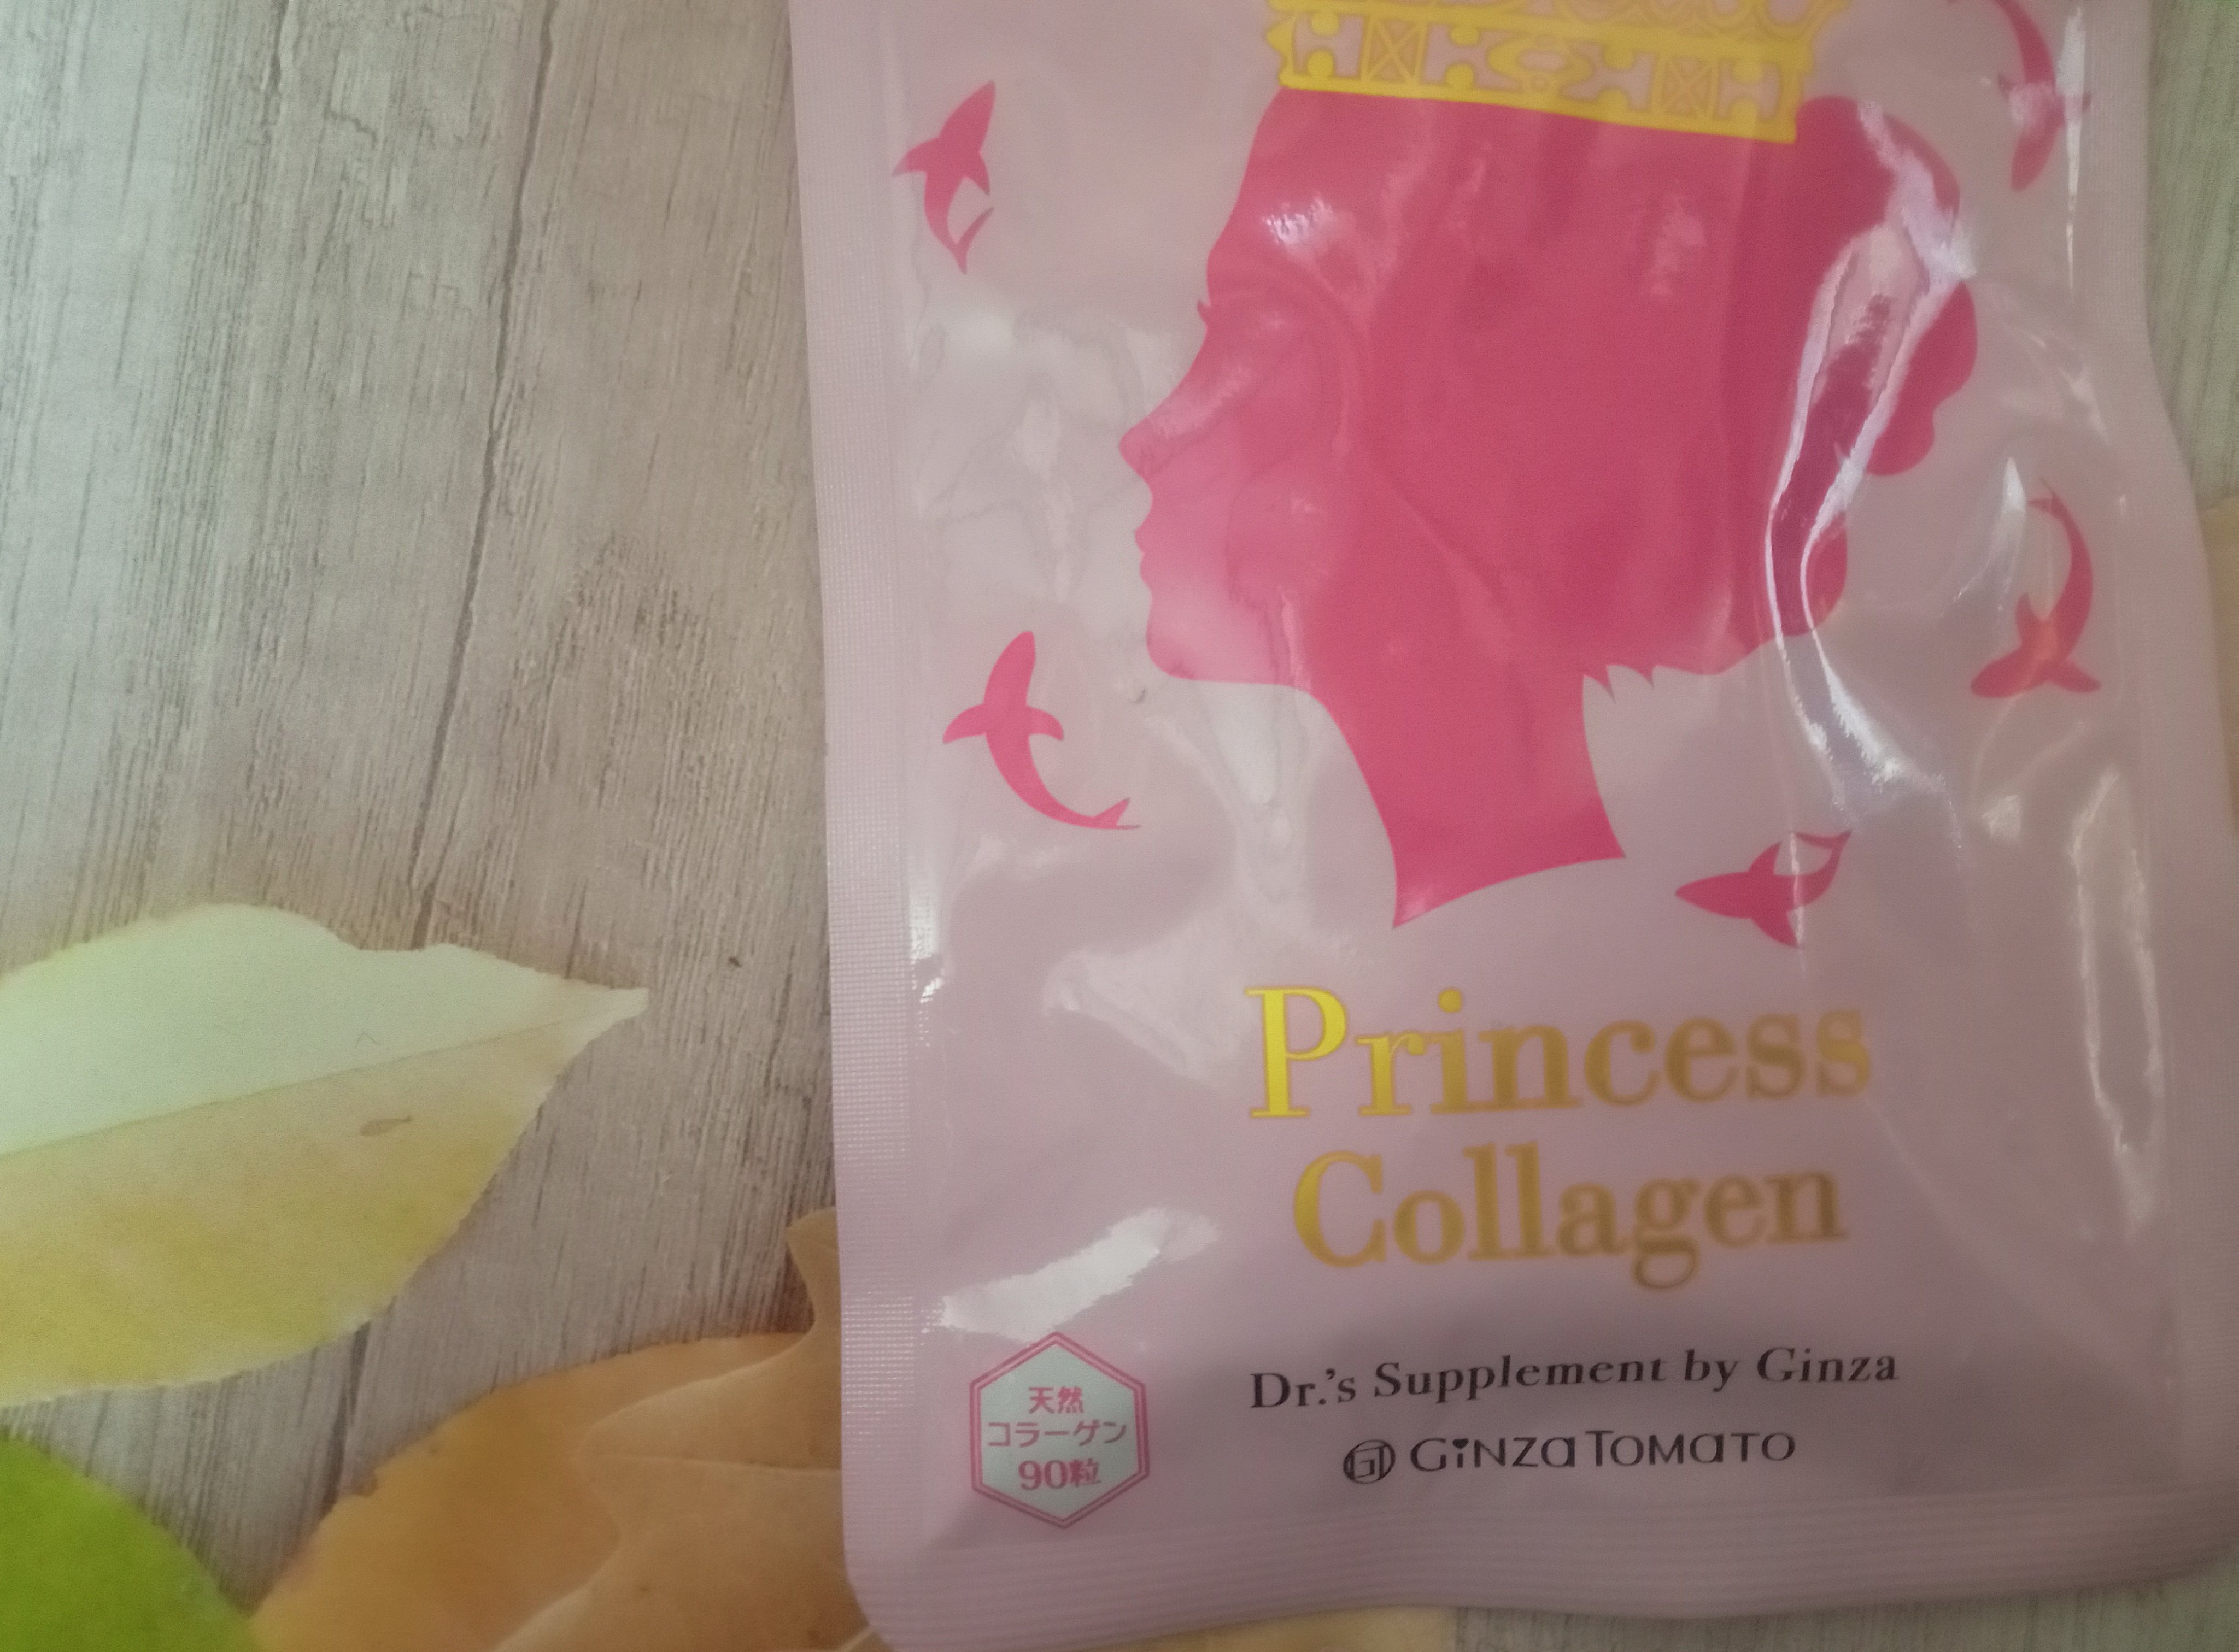 Princess
Collagen
Dr.'s Supplement by Ginza
GINZA TOMATO
天然
コラーゲン
90粒